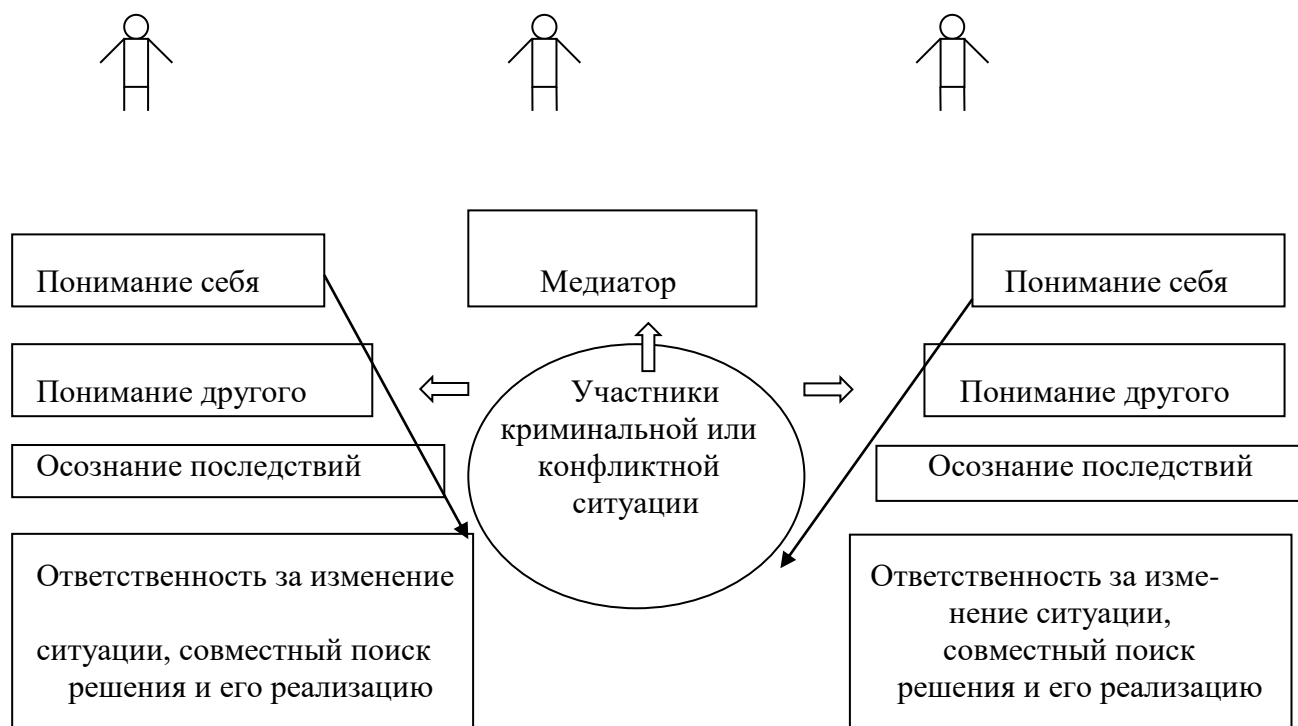 Понимание себя
Понимание другого
Осознание последствий
Ответственность за изменение
ситуации, совместный поиск
решения и его реализацию
Медиатор
Участники
криминальной или
конфликтной
ситуации
Понимание себя
Понимание другого
Осознание последствий
Ответственность за изме-
нение ситуации,
совместный поиск
решения и его реализацию